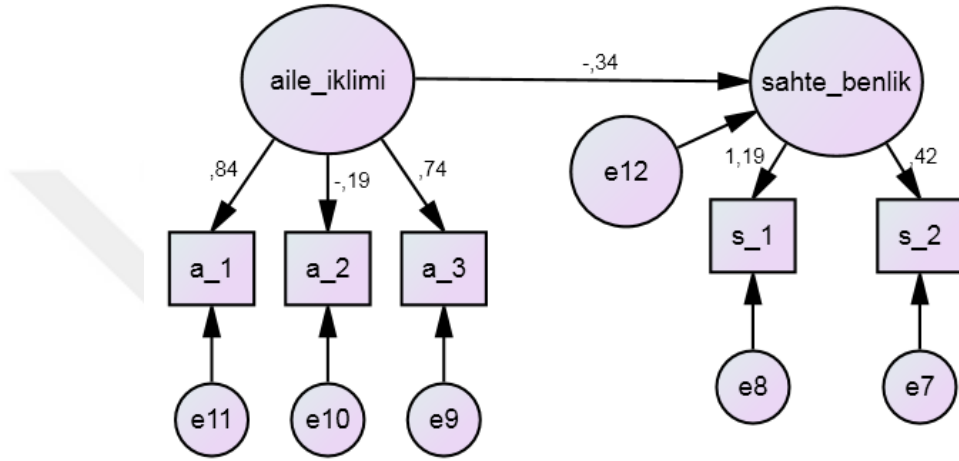 aile_iklimi
-,34
sahte_benlik
,84
-,19
,74
e12
1,19
,42
a_1
a_2
a_3
s_1
s_2
e11
e10
e9
e8
e7